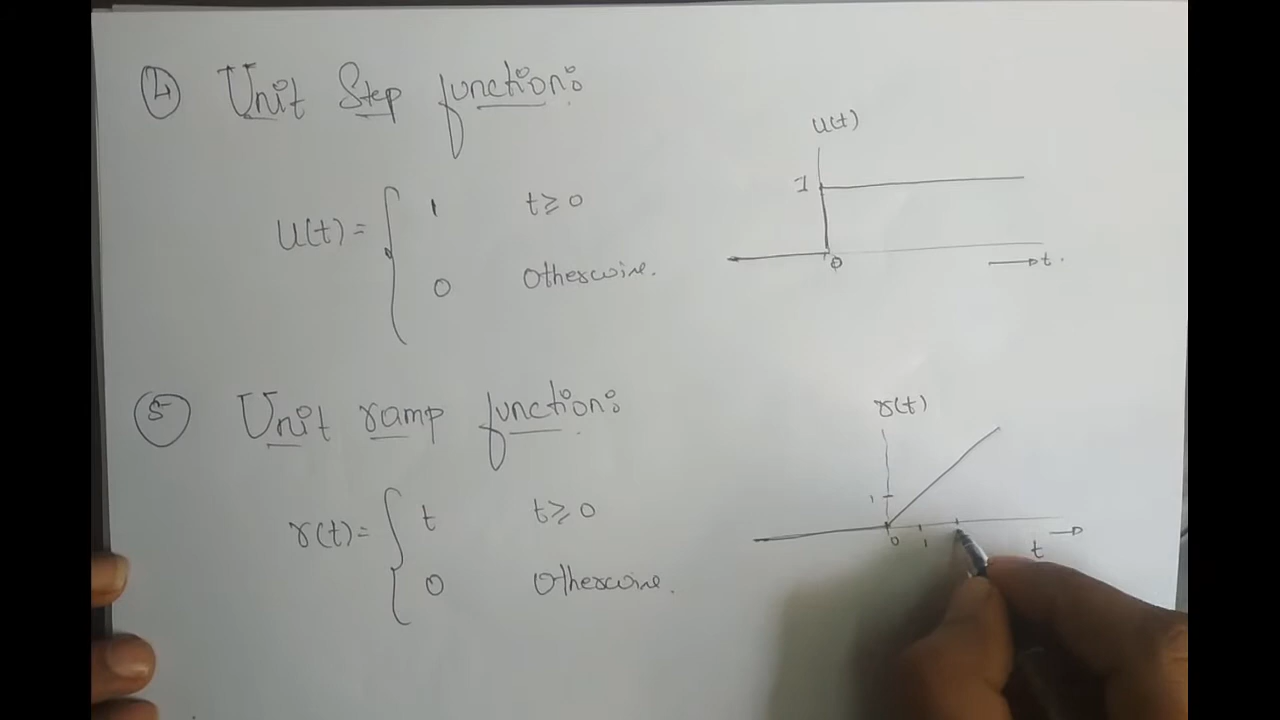 ④ Unit Step function:
u(t) = { 1 t ≥ 0
0 Otherwise.
u(t)
1
0
t.
⑤ Unit ramp function:
r(t) = { t t ≥ 0
0 Otherwise.
r(t)
1
0 1
t